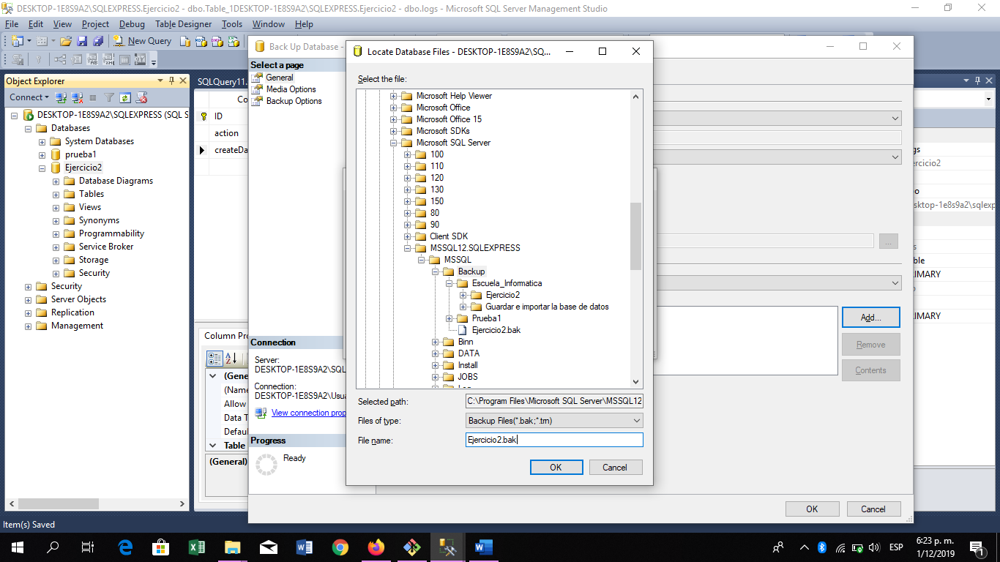 DESKTOP-1E8S9A2\SQLEXPRESS.Ejercicio2 - dbo.Table_1DESKTOP-1E8S9A2\SQLEXPRESS.Ejercicio2 - dbo.logs - Microsoft SQL Server Management Studio
File Edit View Project Debug Table Designer Tools Window Help
New Query
Object Explorer
Connect
DESKTOP-1E8S9A2\SQLEXPRESS (SQL S
Databases
System Databases
prueba1
Ejercicio2
Database Diagrams
Tables
Views
Synonyms
Programmability
Service Broker
Storage
Security
Security
Server Objects
Replication
Management
SQLQuery11.
Co
ID
action
createDa
Column Pr
(Gene
(Nam
Allow
Data T
Defau
Table
(General)
Back Up Database -
Select a page
General
Media Options
Backup Options
Connection
Server:
DESKTOP-1E8S9A2\SQL
Connection:
DESKTOP-1E8S9A2\Usua
View connection prop
Progress
Ready
Locate Database Files - DESKTOP-1E8S9A2\SQ...
Select the file:
Microsoft Help Viewer
Microsoft Office
Microsoft Office 15
Microsoft SDKs
Microsoft SQL Server
100
110
120
130
150
80
90
Client SDK
MSSQL12.SQLEXPRESS
MSSQL
Backup
Escuela_Informatica
Ejercicio2
Guardar e importar la base de datos
Prueba1
Ejercicio2.bak
Binn
DATA
Install
JOBS
Selected path:
C:\Program Files\Microsoft SQL Server\MSSQL12
Files of type:
Backup Files(*.bak;*.trn)
File name:
Ejercicio2.bak
OK Cancel
...
Add...
Remove
Contents
OK Cancel
gs
ercicio2
o
sktop-1e8s9a2\sqlexp
ble
IMARY
IMARY
Item(s) Saved
ESP
6:23 p. m.
1/12/2019
1